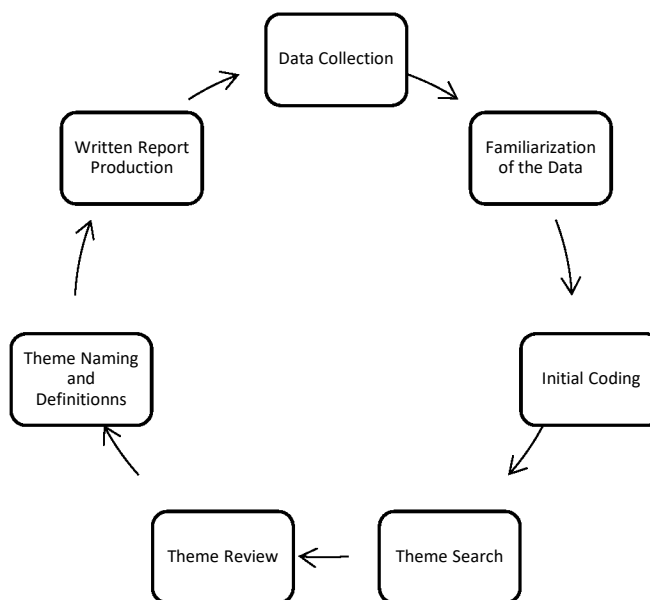 Data Collection
Familiarization
of the Data
Initial Coding
Theme Search
Theme Review
Theme Naming
and
Definitionns
Written Report
Production